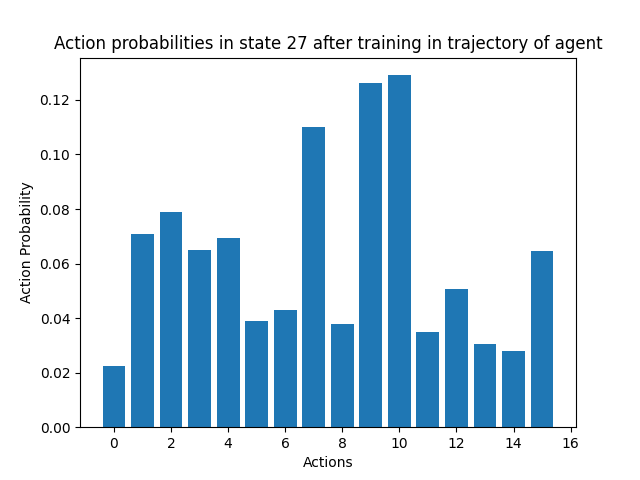 Action probabilities in state 27 after training in trajectory of agent
0.12
0.10
0.08
0.06
0.04
0.02
0.00
Action Probability
0 2 4 6 8 10 12 14 16
Actions